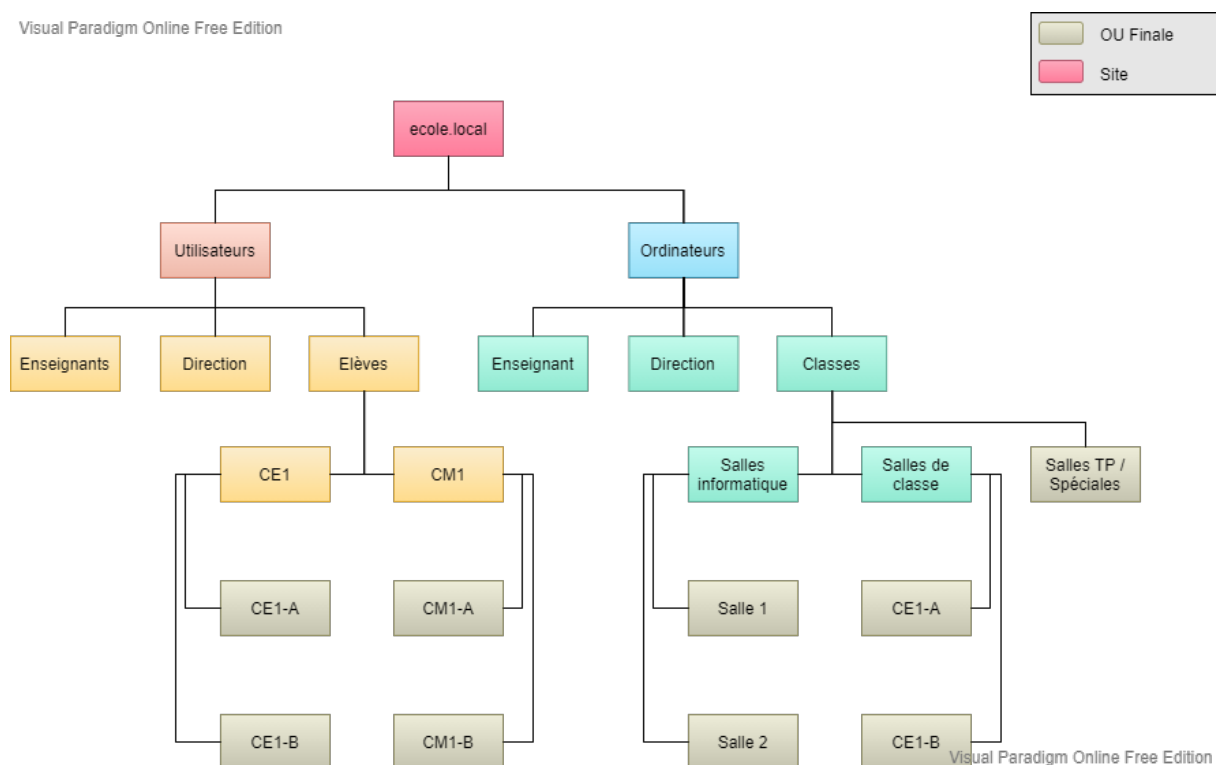 Visual Paradigm Online Free Edition
OU Finale
Site
ecole.local
Utilisateurs
Ordinateurs
Enseignants
Direction
Elèves
Enseignant
Direction
Classes
CE1
CM1
Salles
informatique
Salles de
classe
Salles TP /
Spéciales
CE1-A
CM1-A
Salle 1
CE1-A
CE1-B
CM1-B
Salle 2
CE1-B
Visual Paradigm Online Free Edition